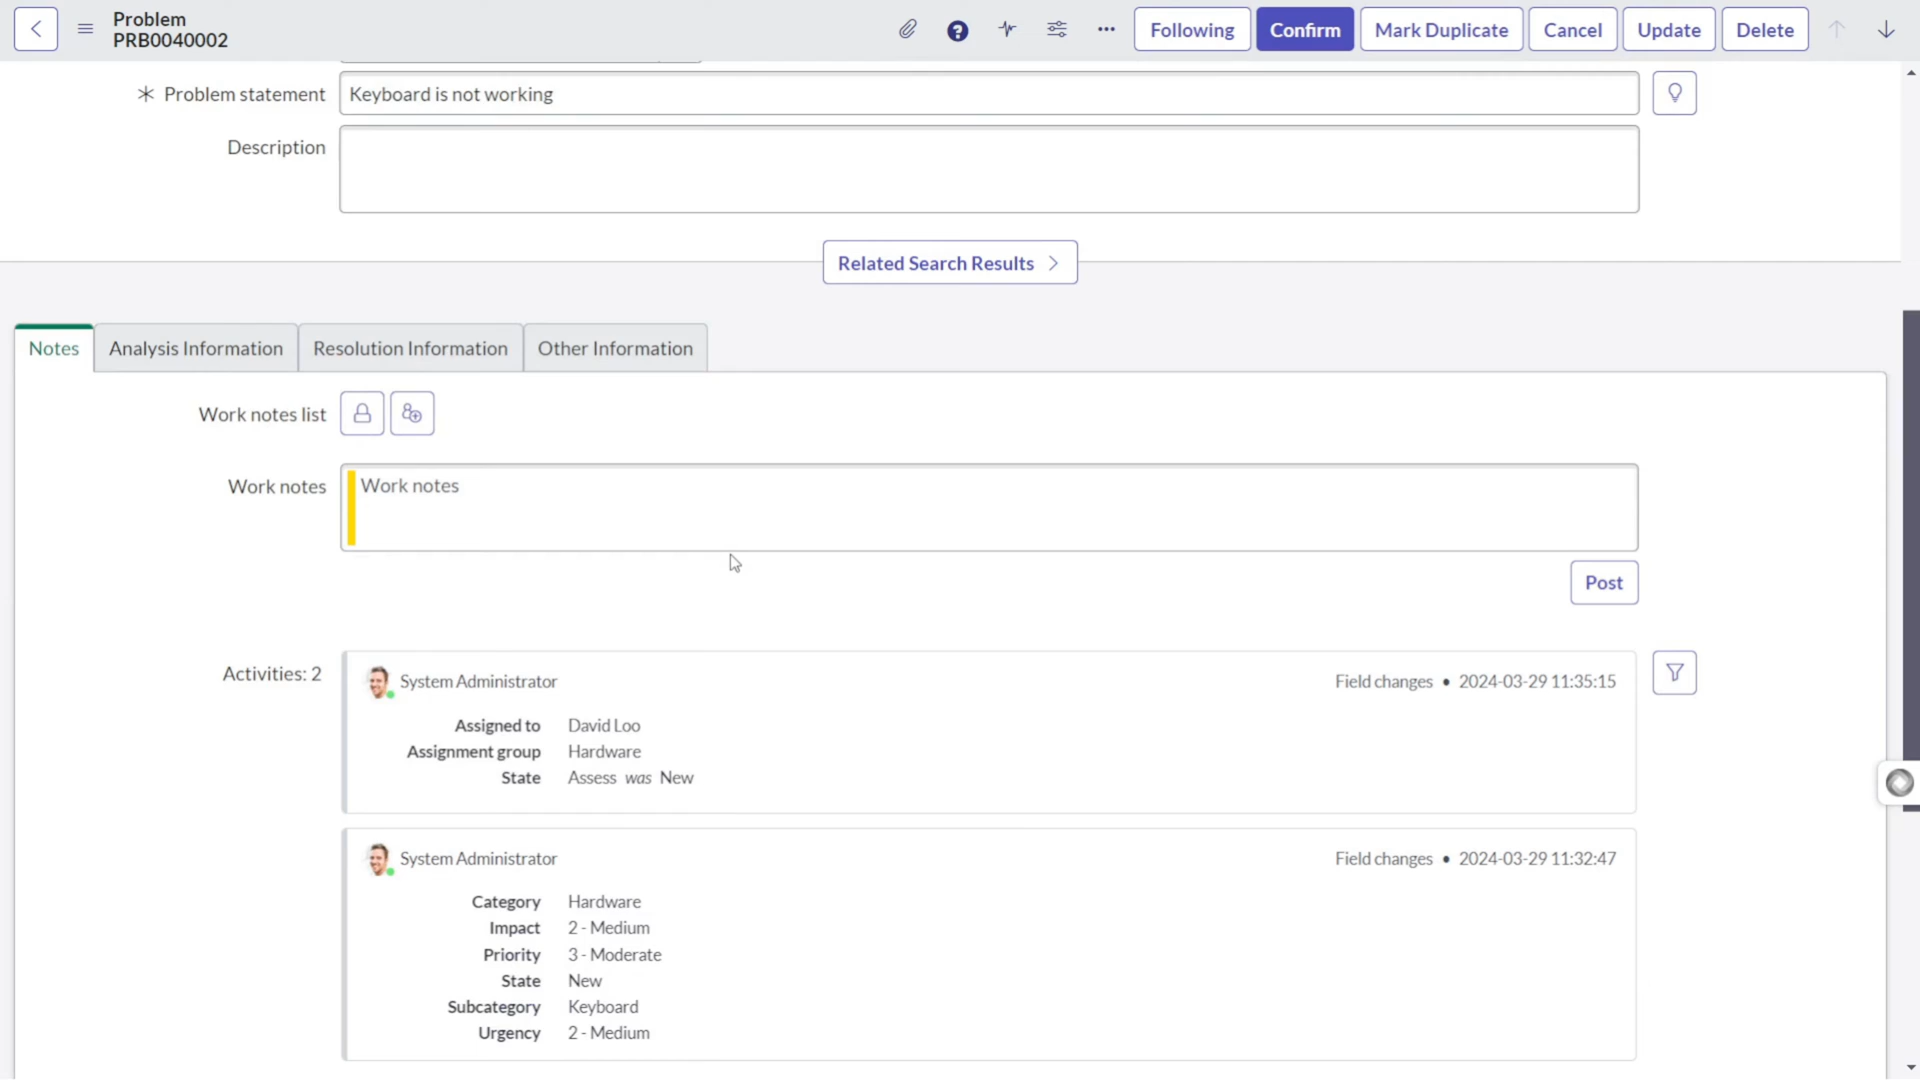 Problem
PRB0040002
Following
Confirm
Mark Duplicate
Cancel
Update
Delete
Problem statement
Keyboard is not working
Description
Related Search Results
Notes
Analysis Information
Resolution Information
Other Information
Work notes list
Work notes
Work notes
Post
Activities: 2
System Administrator
Field changes • 2024-03-29 11:35:15
Assigned to David Loo
Assignment group Hardware
State Assess was New
System Administrator
Field changes • 2024-03-29 11:32:47
Category Hardware
Impact 2 - Medium
Priority 3 - Moderate
State New
Subcategory Keyboard
Urgency 2 - Medium